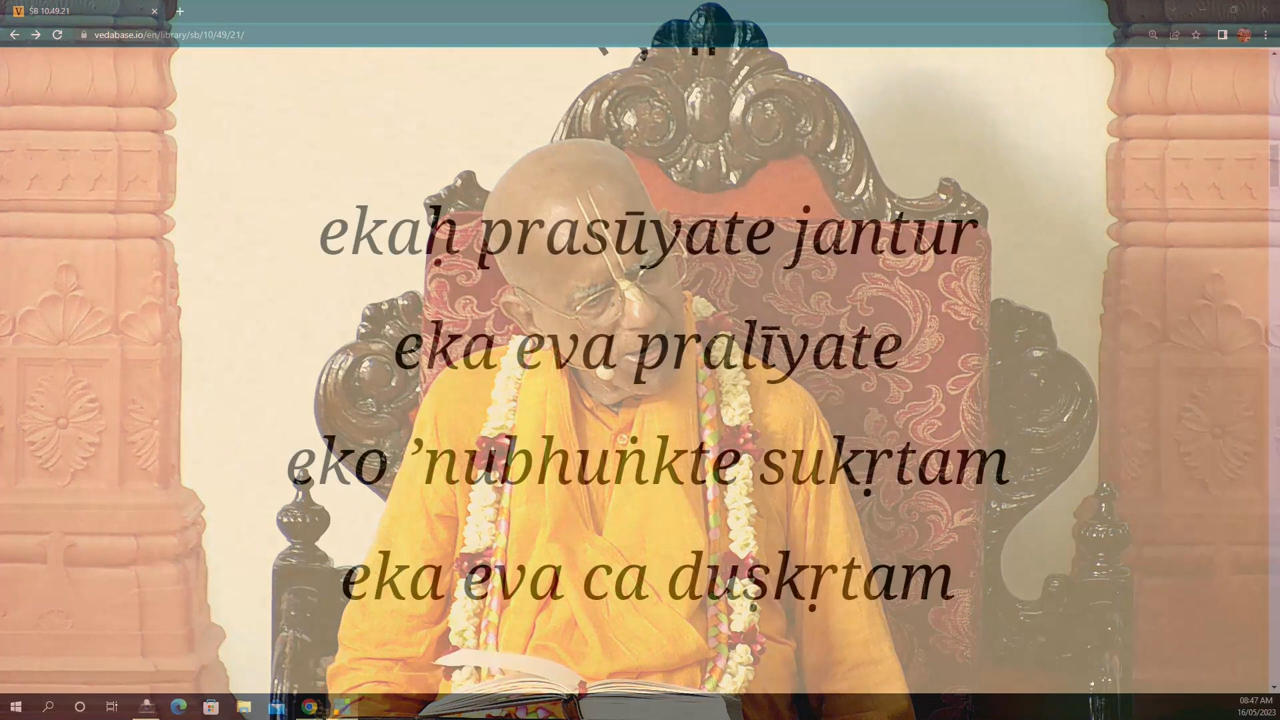 ŚB 10.49.21
vedabase.io/en/library/sb/10/49/21/
ekaḥ prasūyate jantur
eka eva pralīyate
eko ’nubhuṅkte sukṛtam
eka eva ca duṣkṛtam
08:47 AM
16/05/2023